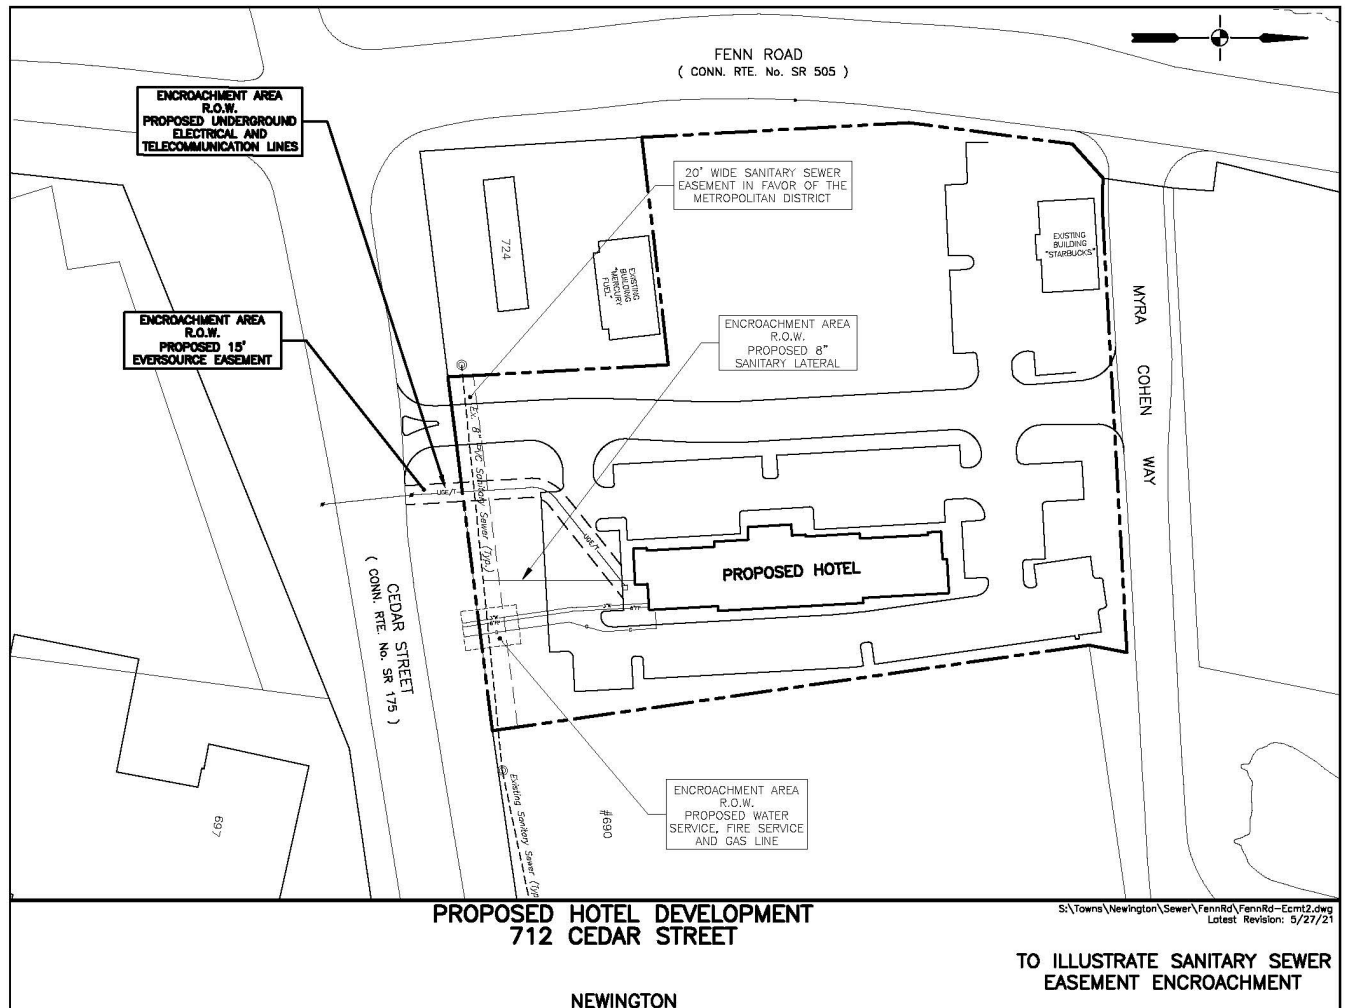 FENN ROAD
( CONN. RTE. No. SR 505 )
ENCROACHMENT AREA
R.O.W.
PROPOSED UNDERGROUND
ELECTRICAL AND
TELECOMMUNICATION LINES
20' WIDE SANITARY SEWER
EASEMENT IN FAVOR OF THE
METROPOLITAN DISTRICT
724
EXISTING
BUILDING
"MERCURY
FUEL"
EXISTING
BUILDING
"STARBUCKS"
ENCROACHMENT AREA
R.O.W.
PROPOSED 15'
EVERSOURCE EASEMENT
ENCROACHMENT AREA
R.O.W.
PROPOSED 8"
SANITARY LATERAL
MYRA COHEN WAY
Ex. 8" PVC Sanitary Sewer (Typ.)
UGE/T
UGE/T
PROPOSED HOTEL
CEDAR STREET
( CONN. RTE. No. SR 175 )
ENCROACHMENT AREA
R.O.W.
PROPOSED WATER
SERVICE, FIRE SERVICE
AND GAS LINE
Existing Sanitary Sewer (Typ
#690
697
PROPOSED HOTEL DEVELOPMENT
712 CEDAR STREET
NEWINGTON
S:\Towns\Newington\Sewer\FennRd\FennRd-Ecmt2.dwg
Latest Revision: 5/27/21
TO ILLUSTRATE SANITARY SEWER
EASEMENT ENCROACHMENT